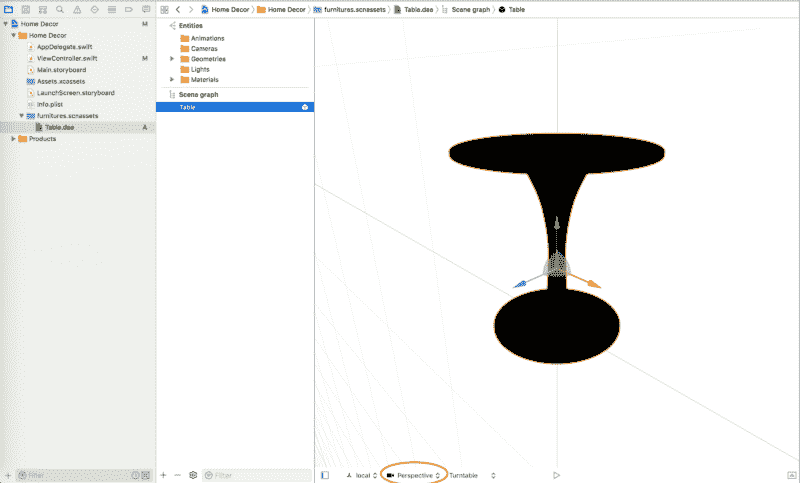 Home Decor M
Home Decor
AppDelegate.swift
ViewController.swift M
Main.storyboard
Assets.xcassets
LaunchScreen.storyboard
Info.plist
furnitures.scnassets
Table.dae A
Products
Filter
Home Decor Home Decor furnitures.scnassets Table.dae Scene graph Table
Entities
Animations
Cameras
Geometries
Lights
Materials
Scene graph
Table
Filter
local Perspective Turntable